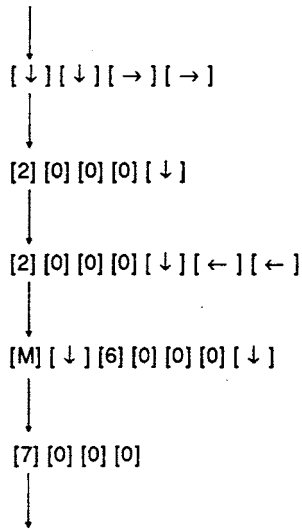 [ ↓ ] [ ↓ ] [ → ] [ → ]
[2] [0] [0] [0] [ ↓ ]
[2] [0] [0] [0] [ ↓ ] [ ← ] [ ← ]
[M] [ ↓ ] [6] [0] [0] [0] [ ↓ ]
[7] [0] [0] [0]